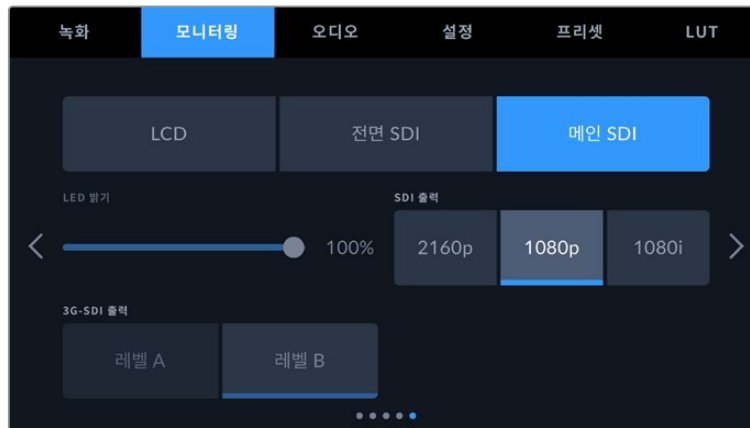 녹화 모니터링 오디오 설정 프리셋 LUT
LCD 전면 SDI 메인 SDI
LED 밝기 SDI 출력
100% 2160p 1080p 1080i
3G-SDI 출력
레벨 A 레벨 B